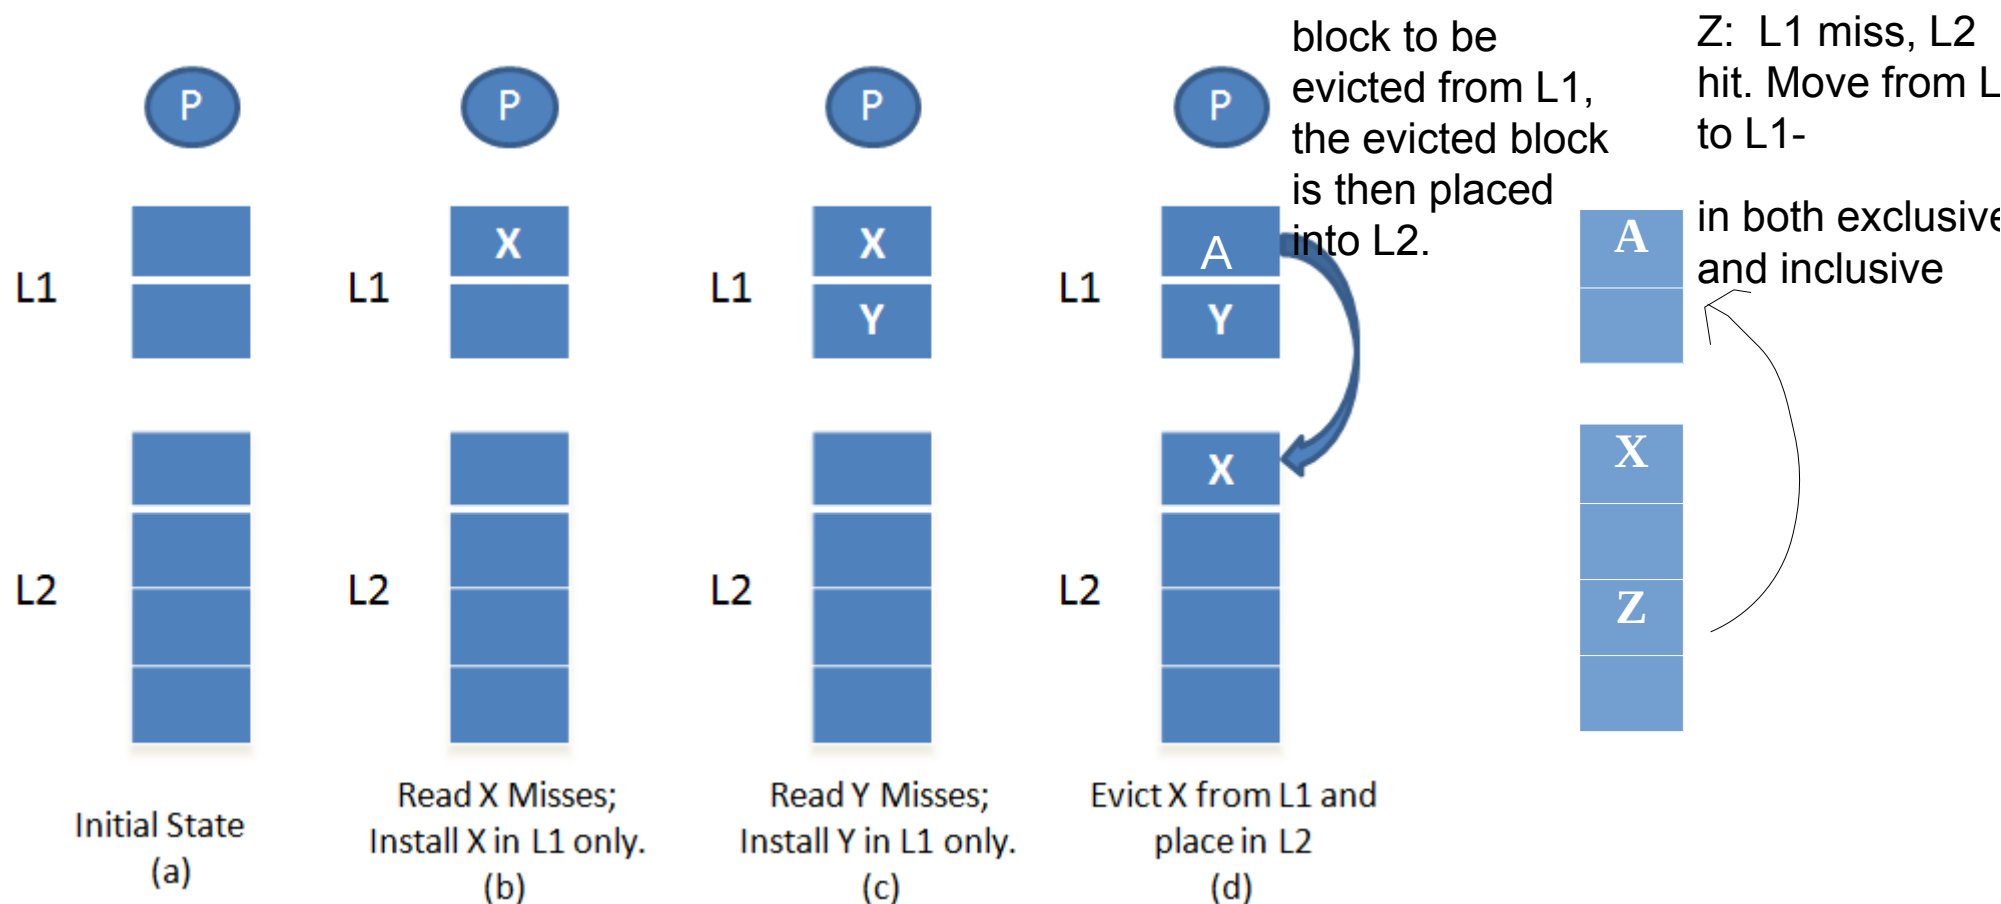 block to be
evicted from L1,
the evicted block
is then placed
into L2.
Z: L1 miss, L2
hit. Move from L
to L1-
in both exclusive
and inclusive
P
P
P
P
L1
L1
X
L1
X
Y
L1
A
Y
A
L2
L2
L2
L2
X
X
Z
Initial State
(a)
Read X Misses;
Install X in L1 only.
(b)
Read Y Misses;
Install Y in L1 only.
(c)
Evict X from L1 and
place in L2
(d)